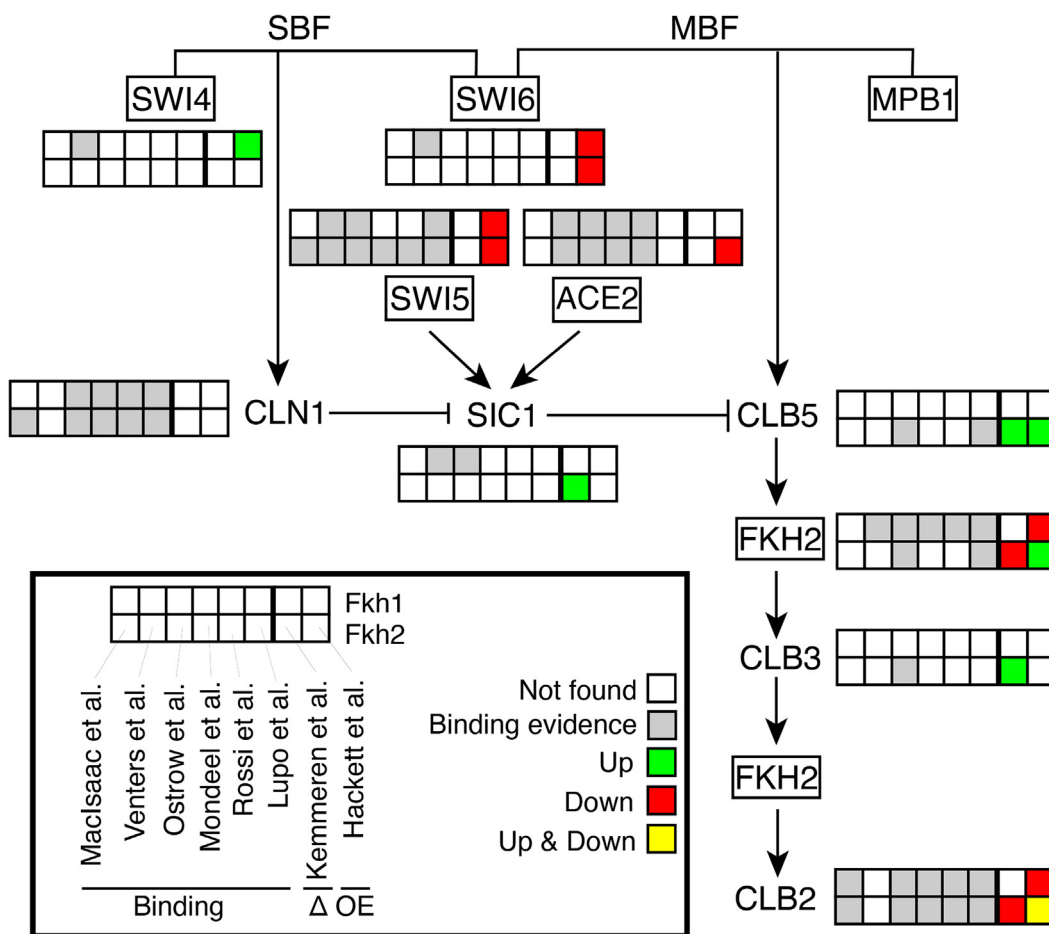 SBF
MBF
SWI4
SWI6
MPB1
SWI5
ACE2
CLN1
SIC1
CLB5
FKH2
CLB3
FKH2
CLB2
Fkh1
Fkh2
MacIsaac et al.
Venters et al.
Ostrow et al.
Mondeel et al.
Rossi et al.
Lupo et al.
Kemmeren et al.
Hackett et al.
Binding
Δ
OE
Not found
Binding evidence
Up
Down
Up & Down